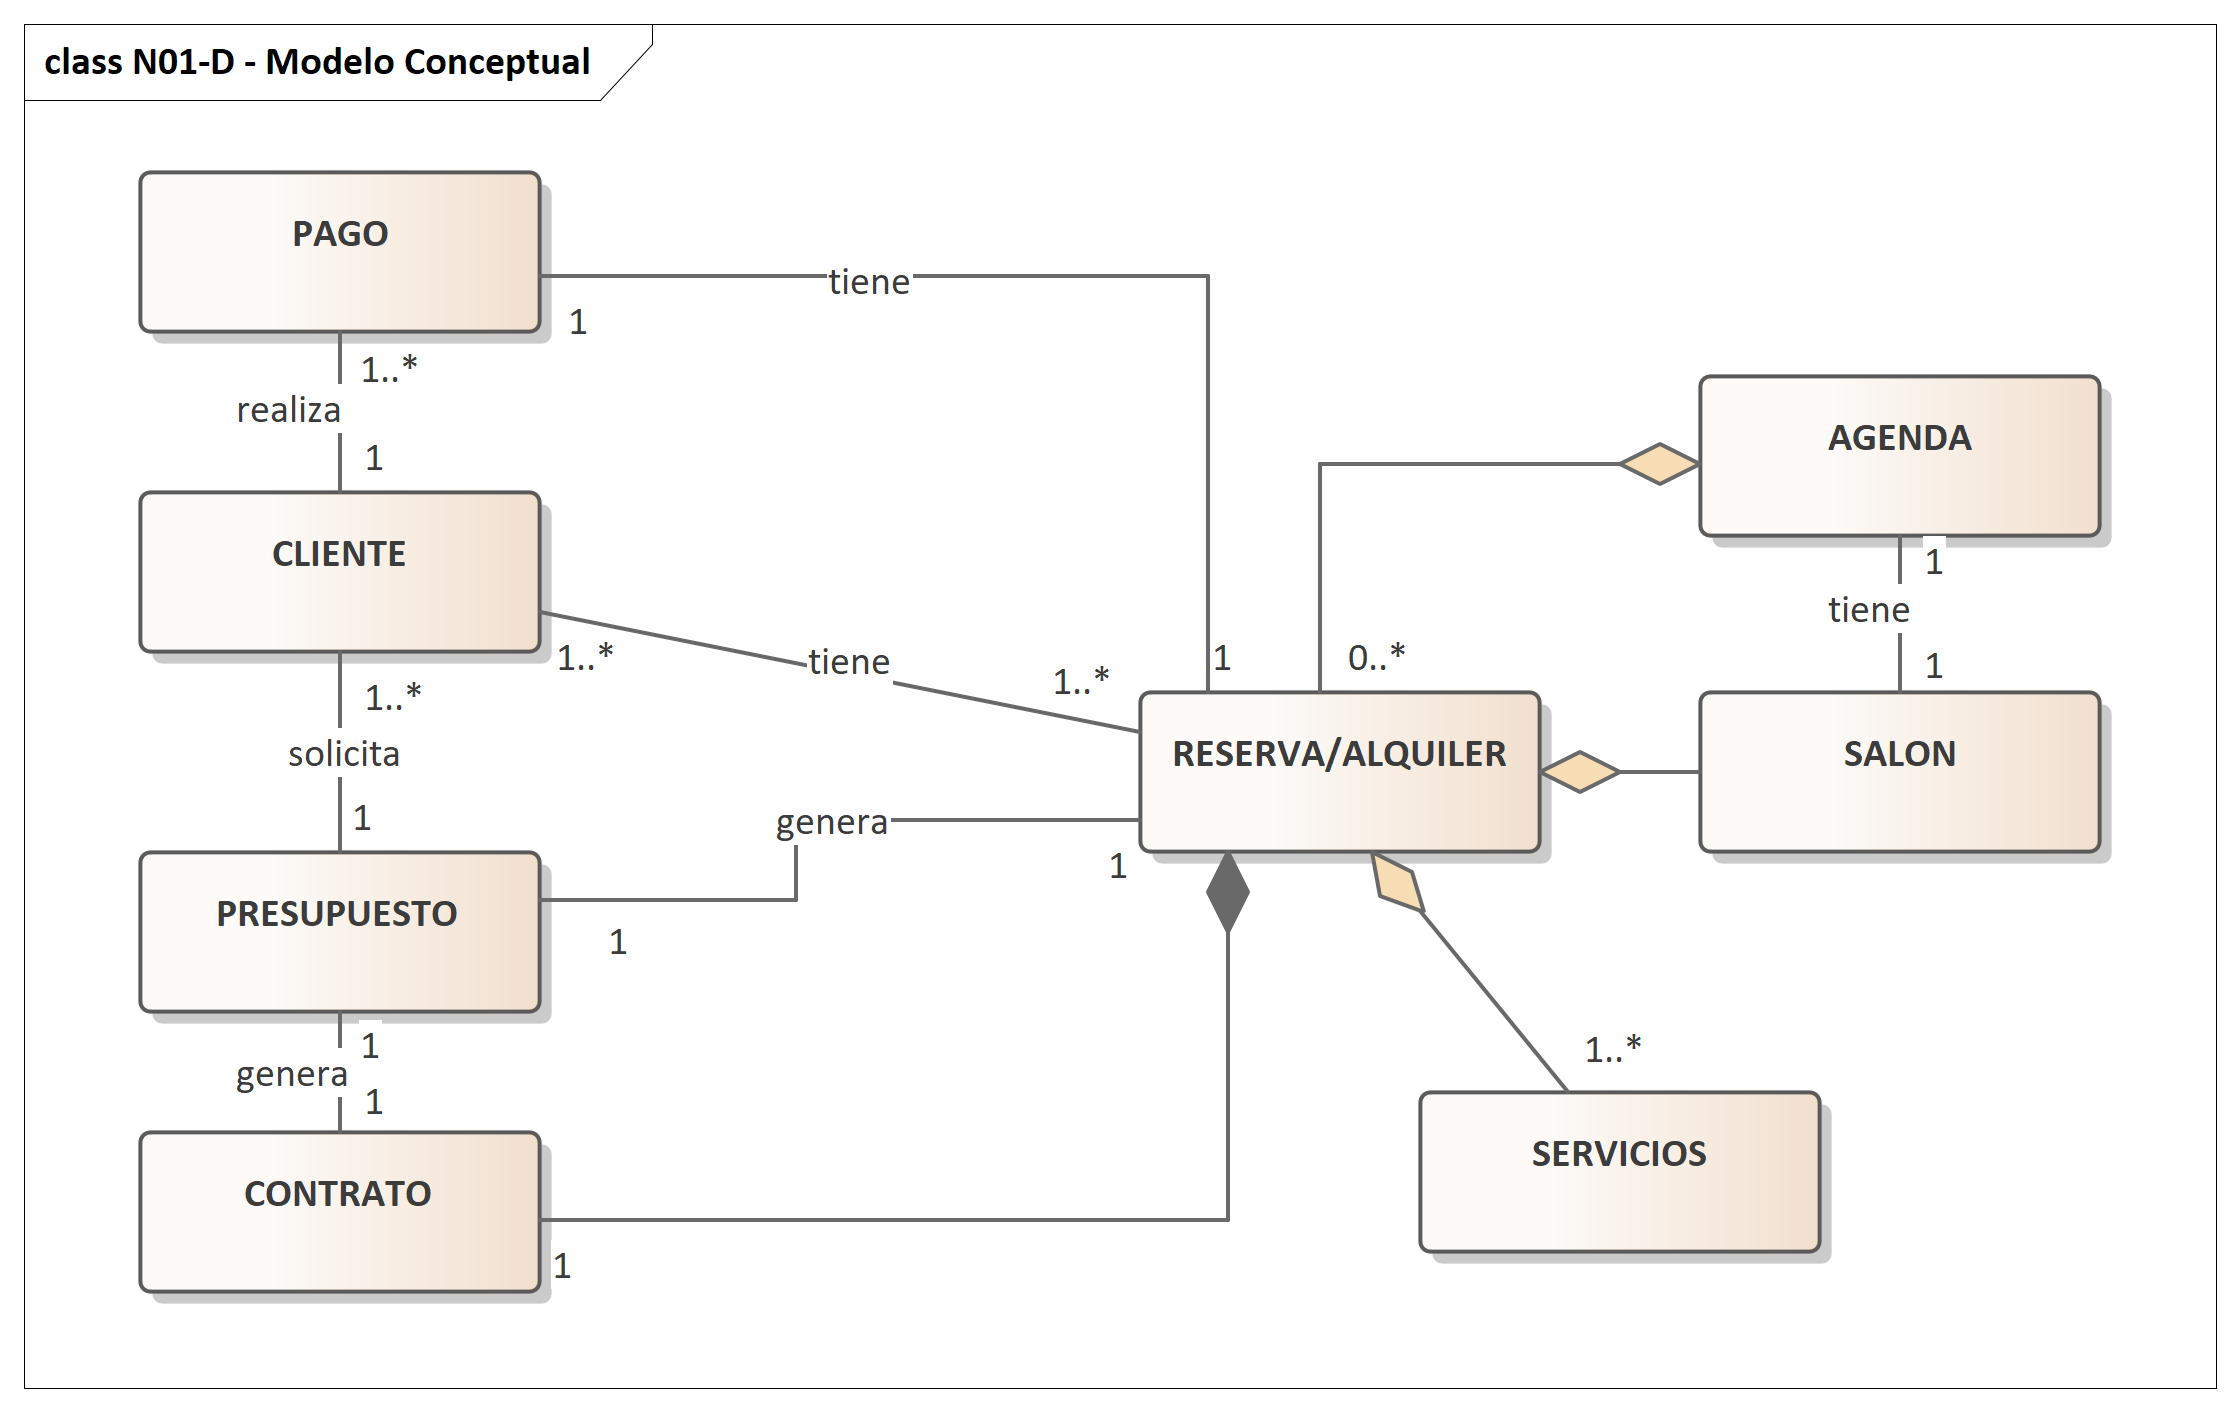 class N01-D - Modelo Conceptual
PAGO
tiene
1
1..*
realiza
1
AGENDA
CLIENTE
1
tiene
1..*
tiene
1..*
1
0..*
1
1..*
solicita
1
RESERVA/ALQUILER
SALON
genera
1
PRESUPUESTO
1
1
genera
1
1..*
SERVICIOS
CONTRATO
1